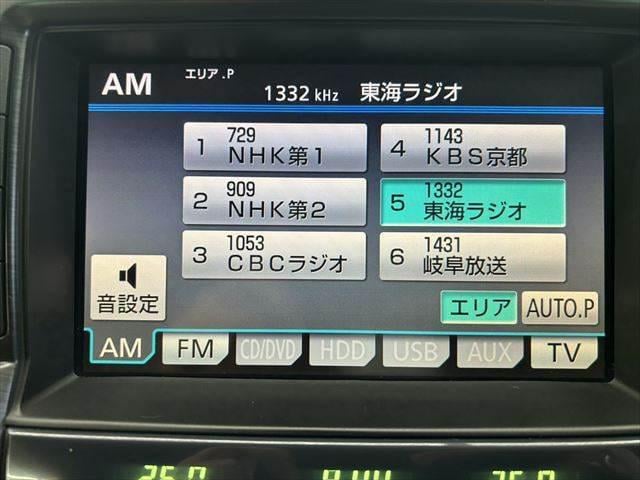 AM エリア.P
1332 kHz 東海ラジオ
1 729 NHK第1
4 1143 KBS京都
2 909 NHK第2
5 1332 東海ラジオ
3 1053 CBCラジオ
6 1431 岐阜放送
音設定
エリア AUTO.P
AM FM CD/DVD HDD USB AUX TV